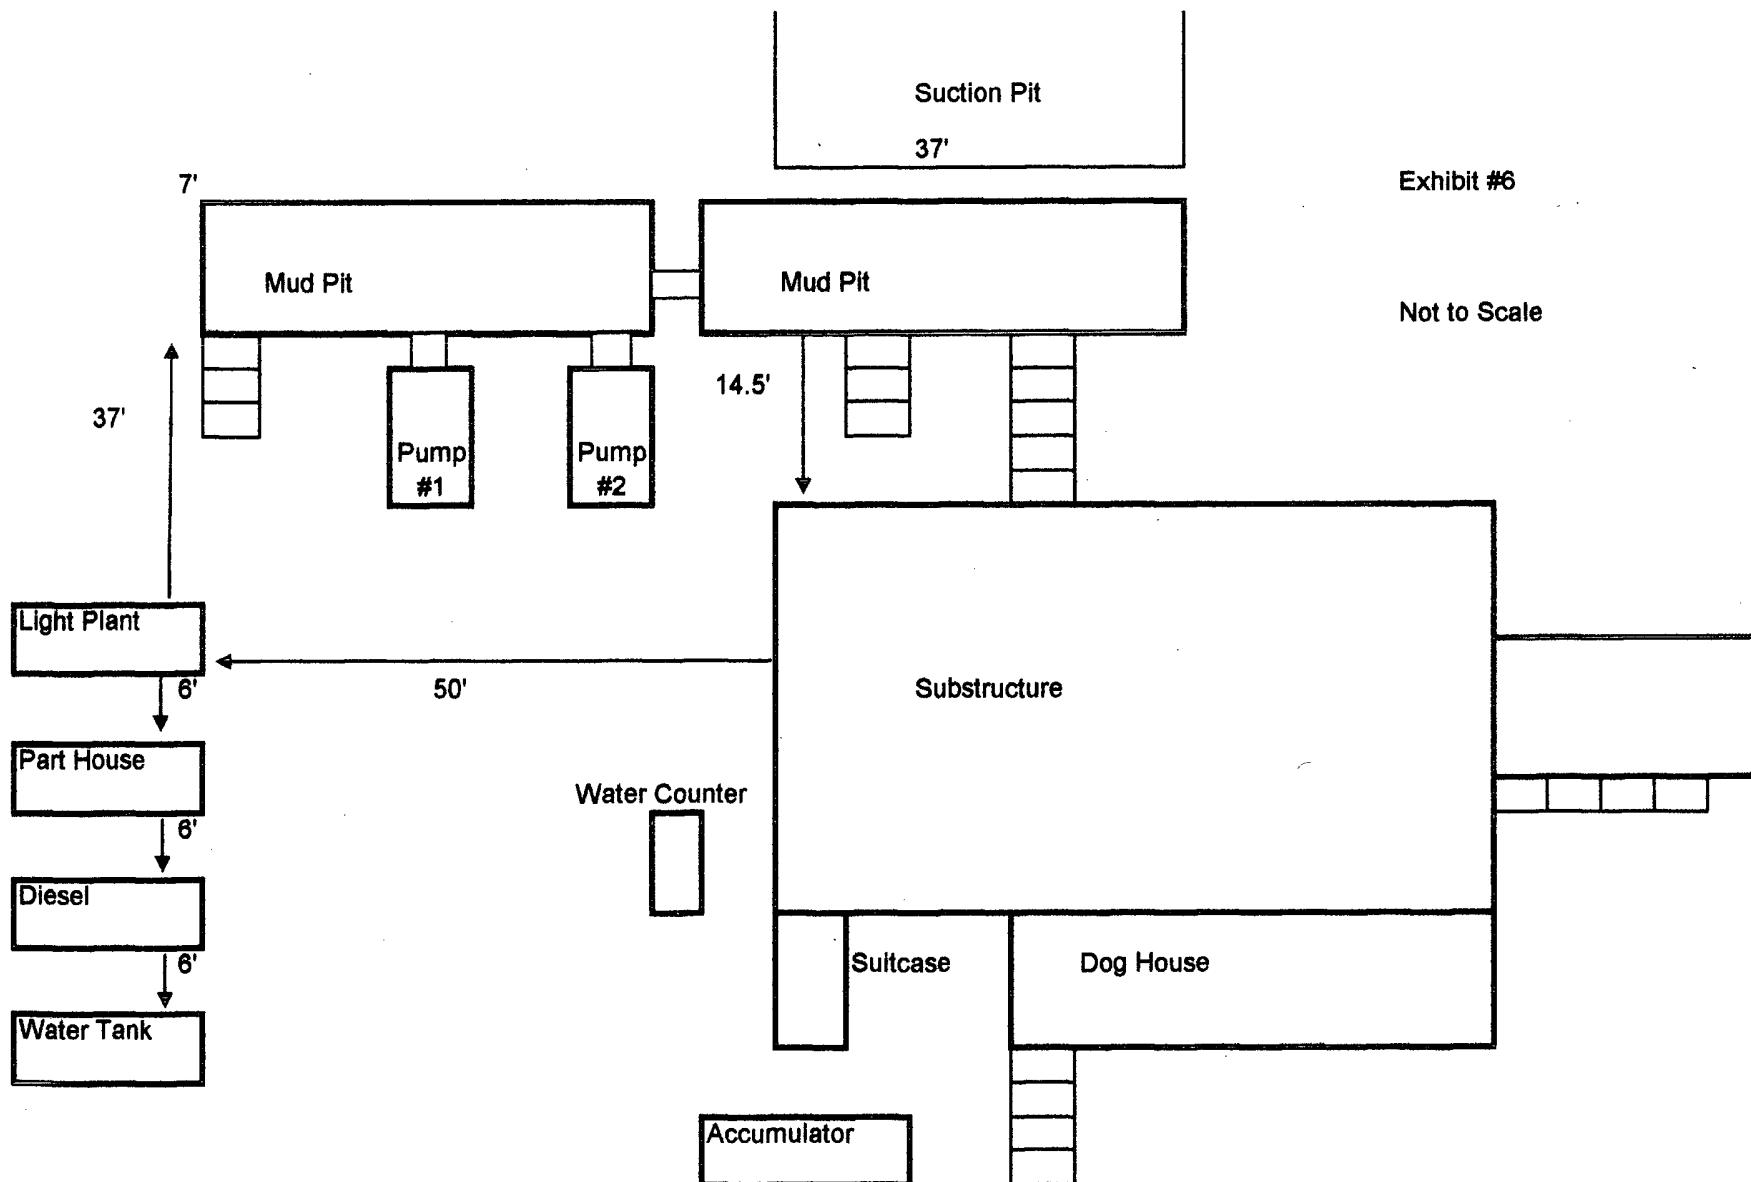 Suction Pit
37'
7'
Exhibit #6
Mud Pit
Mud Pit
Not to Scale
37'
14.5'
Pump
#1
Pump
#2
Light Plant
6'
50'
Substructure
Part House
6'
Water Counter
Diesel
6'
Suitcase
Dog House
Water Tank
Accumulator